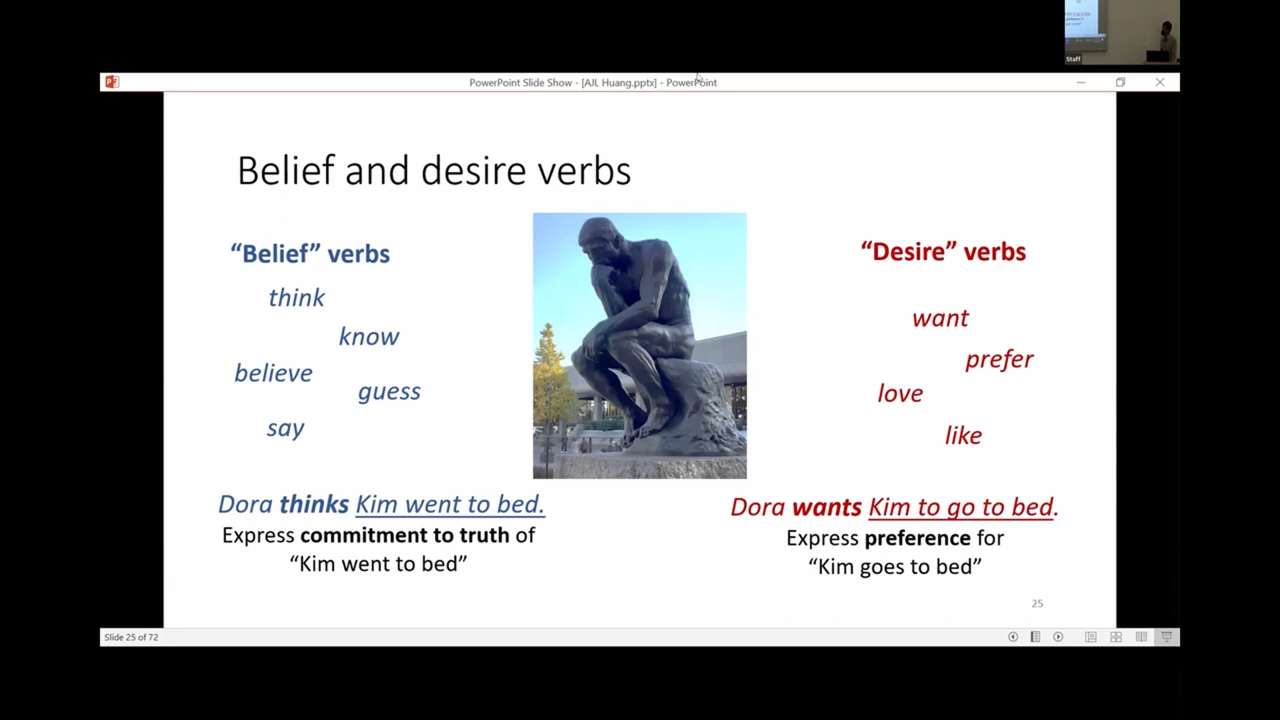 Staff
PowerPoint Slide Show - [AJL Huang.pptx] - PowerPoint
Belief and desire verbs
“Belief” verbs
think
know
believe
guess
say
Dora thinks Kim went to bed.
Express commitment to truth of
“Kim went to bed”
“Desire” verbs
want
prefer
love
like
Dora wants Kim to go to bed.
Express preference for
“Kim goes to bed”
25
Slide 25 of 72